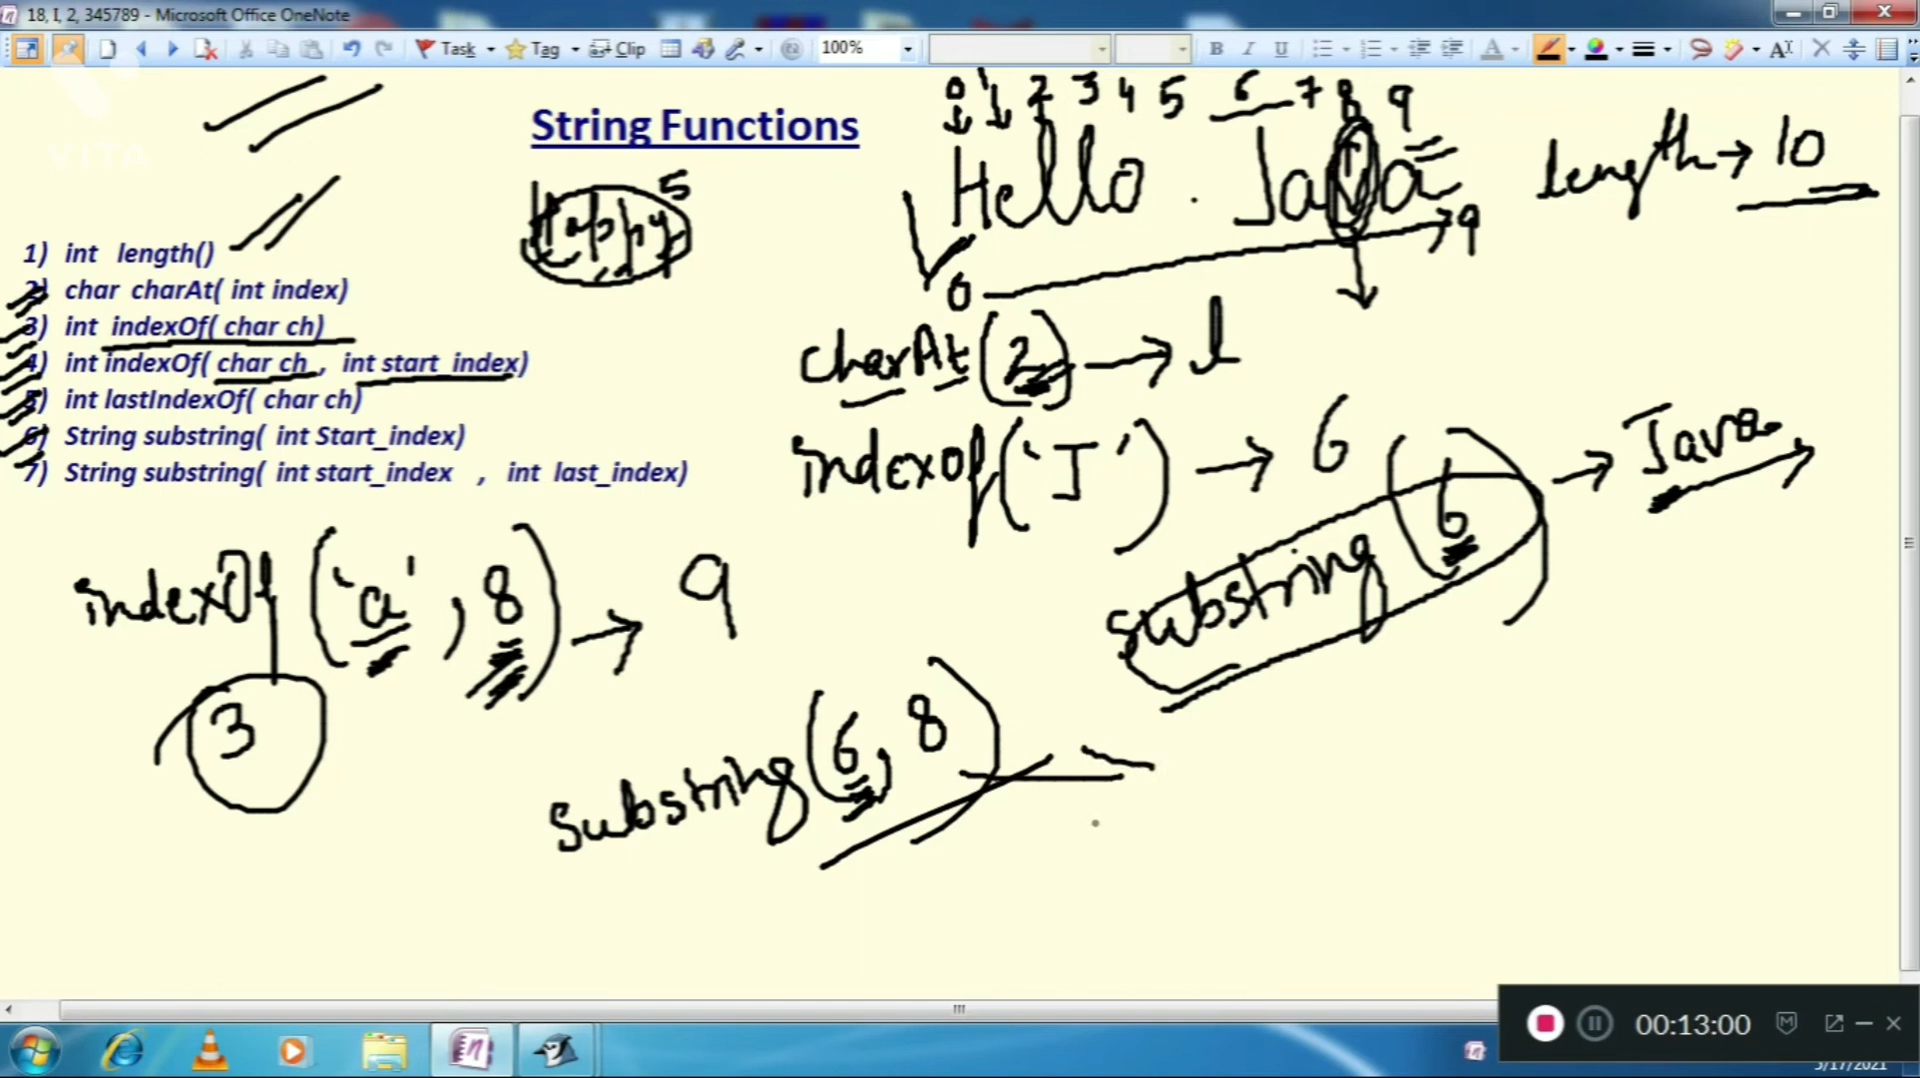 18, I, 2, 345789 - Microsoft Office OneNote
Task Tag Clip 100% B I U
VITA
String Functions
0 1 2 3 4 5 6 7 8 9
Hello Java
length → 10
5
Happy
0 9
1) int length()
2) char charAt( int index)
3) int indexOf( char ch)
4) int indexOf( char ch , int start_index)
5) int lastIndexOf( char ch)
6) String substring( int Start_index)
7) String substring( int start_index , int last_index)
charAt(2) → l
indexOf('J') → 6
substring (6) → Java
indexOf ('a', 8) → 9
3
substring(6, 8)
00:13:00
5/17/2021